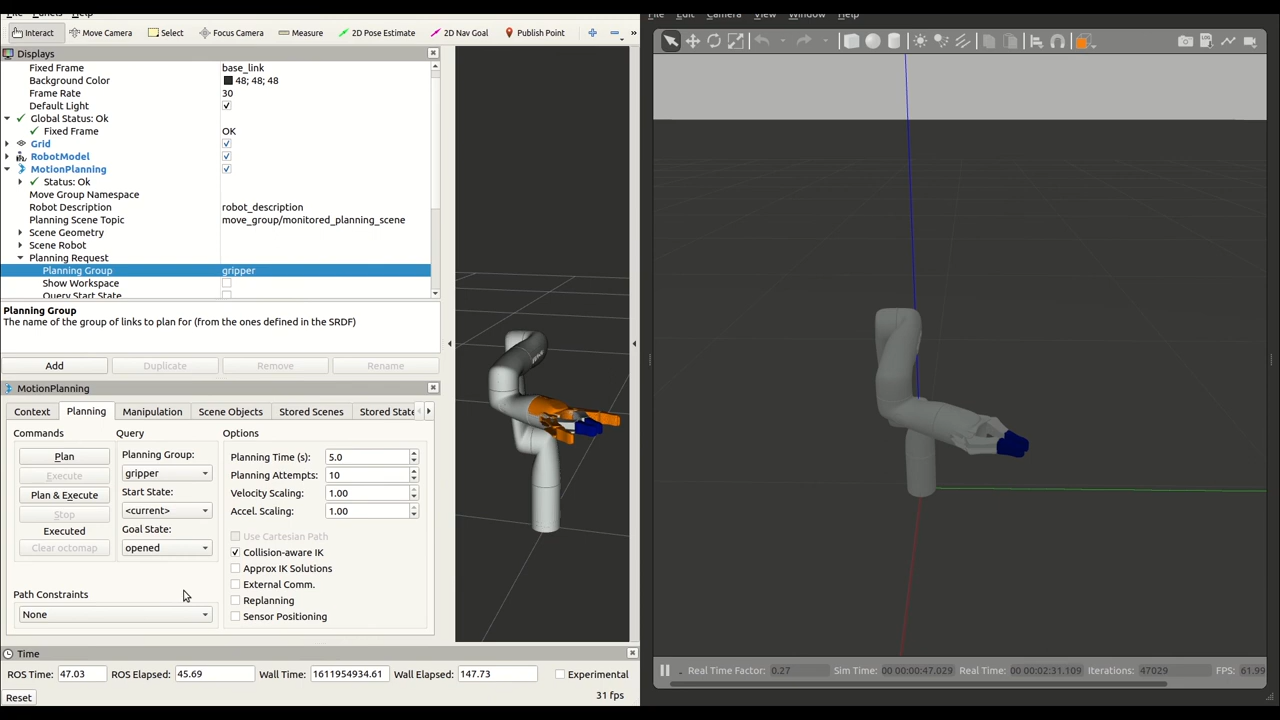 Interact Move Camera Select Focus Camera Measure 2D Pose Estimate 2D Nav Goal Publish Point »
Displays
Fixed Frame base_link
Background Color 48; 48; 48
Frame Rate 30
Default Light
Global Status: Ok
Fixed Frame OK
Grid
RobotModel
MotionPlanning
Status: Ok
Move Group Namespace
Robot Description robot_description
Planning Scene Topic move_group/monitored_planning_scene
Scene Geometry
Scene Robot
Planning Request
Planning Group gripper
Show Workspace
Query Start State
Planning Group
The name of the group of links to plan for (from the ones defined in the SRDF)
Add Duplicate Remove Rename
MotionPlanning
Context Planning Manipulation Scene Objects Stored Scenes Stored State
Commands Query Options
Plan
Execute
Plan & Execute
Stop
Executed
Clear octomap
Planning Group:
gripper
Start State:
<current>
Goal State:
opened
Planning Time (s): 5.0
Planning Attempts: 10
Velocity Scaling: 1.00
Accel. Scaling: 1.00
Use Cartesian Path
Collision-aware IK
Approx IK Solutions
External Comm.
Replanning
Sensor Positioning
Path Constraints
None
Time
ROS Time: 47.03 ROS Elapsed: 45.69 Wall Time: 1611954934.61 Wall Elapsed: 147.73 Experimental
Reset 31 fps
File Edit Camera View Window Help
Real Time Factor: 0.27 Sim Time: 00 00:00:47.029 Real Time: 00 00:02:31.109 Iterations: 47029 FPS: 61.99